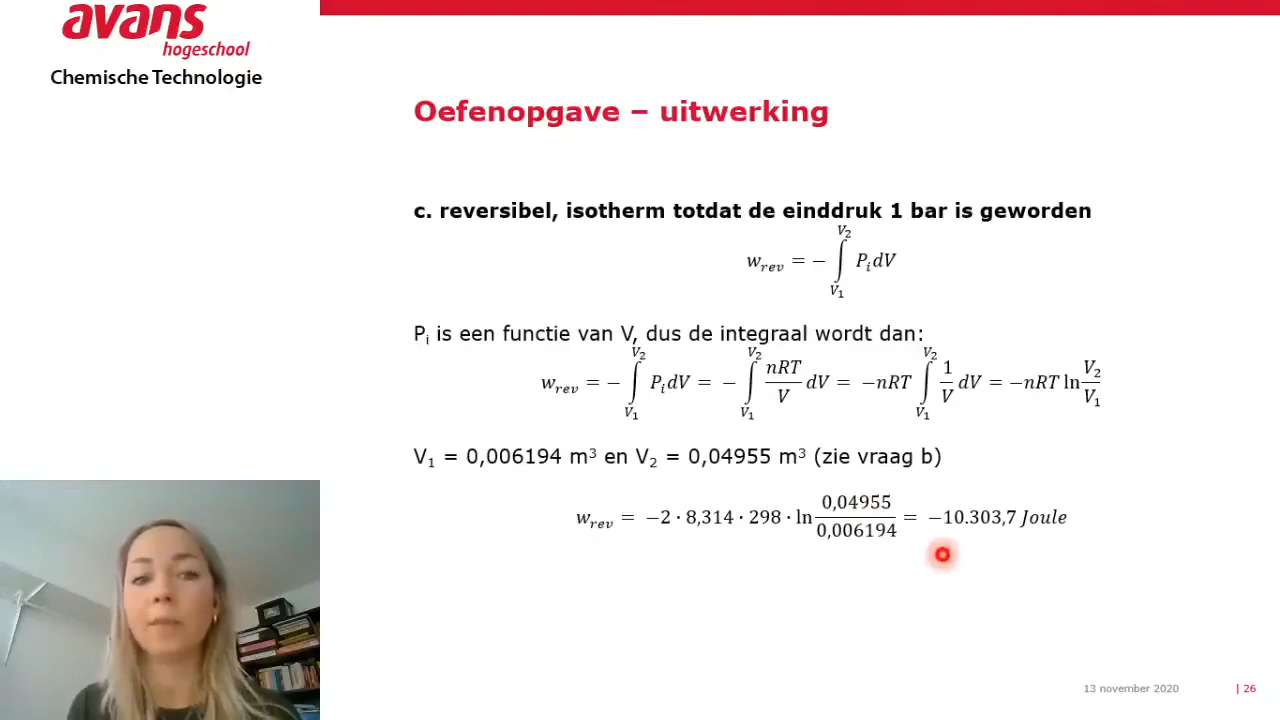 avans
hogeschool
Chemische Technologie
Oefenopgave – uitwerking
c. reversibel, isotherm totdat de einddruk 1 bar is geworden
w_rev = − ∫_{V₁}^{V₂} P_i dV
P_i is een functie van V, dus de integraal wordt dan:
w_rev = − ∫_{V₁}^{V₂} P_i dV = − ∫_{V₁}^{V₂} nRT/V dV = −nRT ∫_{V₁}^{V₂} 1/V dV = −nRT ln V₂/V₁
V₁ = 0,006194 m³ en V₂ = 0,04955 m³ (zie vraag b)
w_rev = −2 · 8,314 · 298 · ln 0,04955/0,006194 = −10.303,7 Joule
13 november 2020 | 26